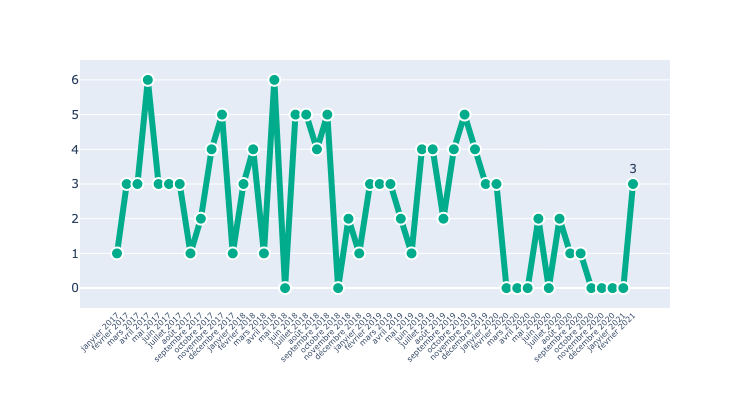 6
5
4
3
2
1
0
3
janvier 2017
février 2017
mars 2017
avril 2017
mai 2017
juin 2017
juillet 2017
août 2017
septembre 2017
octobre 2017
novembre 2017
décembre 2017
janvier 2018
février 2018
mars 2018
avril 2018
mai 2018
juin 2018
juillet 2018
août 2018
septembre 2018
octobre 2018
novembre 2018
décembre 2018
janvier 2019
février 2019
mars 2019
avril 2019
mai 2019
juin 2019
juillet 2019
août 2019
septembre 2019
octobre 2019
novembre 2019
décembre 2019
janvier 2020
février 2020
mars 2020
avril 2020
mai 2020
juin 2020
juillet 2020
août 2020
septembre 2020
octobre 2020
novembre 2020
décembre 2020
janvier 2021
février 2021